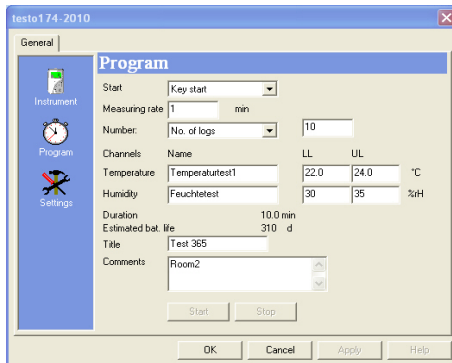 testo174-2010
General
Instrument
Program
Settings
Program
Start Key start
Measuring rate 1 min
Number: No. of logs 10
Channels Name LL UL
Temperature Temperaturtest1 22.0 24.0 °C
Humidity Feuchtetest 30 35 %rH
Duration 10.0 min
Estimated bat. life 310 d
Title Test 365
Comments Room2
Start Stop
OK Cancel Apply Help